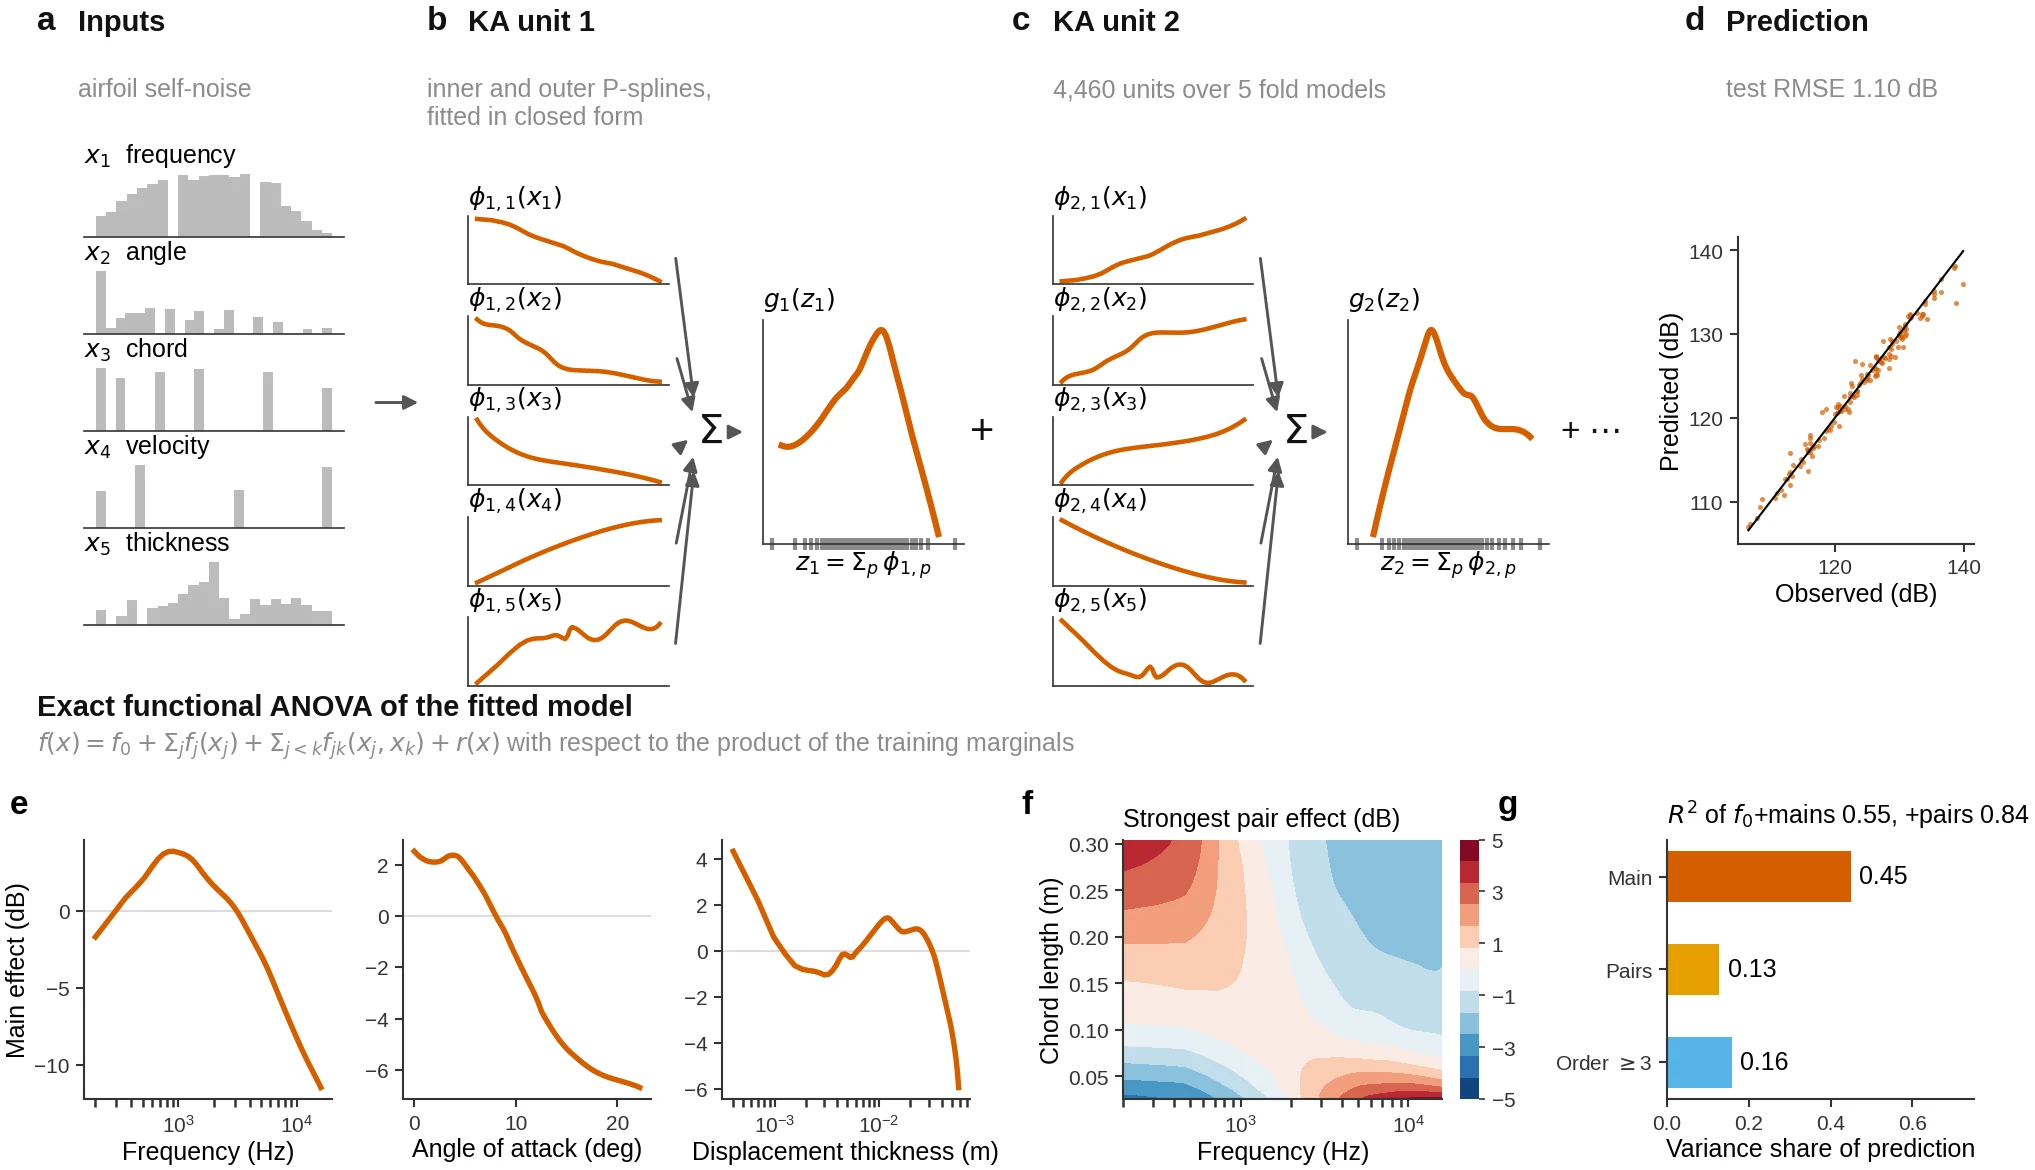 a Inputs
airfoil self-noise
x₁ frequency
x₂ angle
x₃ chord
x₄ velocity
x₅ thickness
b KA unit 1
inner and outer P-splines,
fitted in closed form
ϕ₁,₁(x₁)
ϕ₁,₂(x₂)
ϕ₁,₃(x₃)
ϕ₁,₄(x₄)
ϕ₁,₅(x₅)
Σ
g₁(z₁)
z₁ = Σₚ ϕ₁,ₚ
+
c KA unit 2
4,460 units over 5 fold models
ϕ₂,₁(x₁)
ϕ₂,₂(x₂)
ϕ₂,₃(x₃)
ϕ₂,₄(x₄)
ϕ₂,₅(x₅)
Σ
g₂(z₂)
z₂ = Σₚ ϕ₂,ₚ
+ ⋯
d Prediction
test RMSE 1.10 dB
Predicted (dB)
140
130
120
110
120 140
Observed (dB)
Exact functional ANOVA of the fitted model
f(x) = f₀ + Σⱼfⱼ(xⱼ) + Σⱼ<ₖfⱼₖ(xⱼ, xₖ) + r(x) with respect to the product of the training marginals
e
Main effect (dB)
0
−5
−10
10³ 10⁴
Frequency (Hz)
2
0
−2
−4
−6
0 10 20
Angle of attack (deg)
4
2
0
−2
−4
−6
10⁻³ 10⁻²
Displacement thickness (m)
f
Strongest pair effect (dB)
Chord length (m)
0.30
0.25
0.20
0.15
0.10
0.05
10³ 10⁴
Frequency (Hz)
5
3
1
−1
−3
−5
g
R² of f₀+mains 0.55, +pairs 0.84
Main 0.45
Pairs 0.13
Order ≥3 0.16
0.0 0.2 0.4 0.6
Variance share of prediction